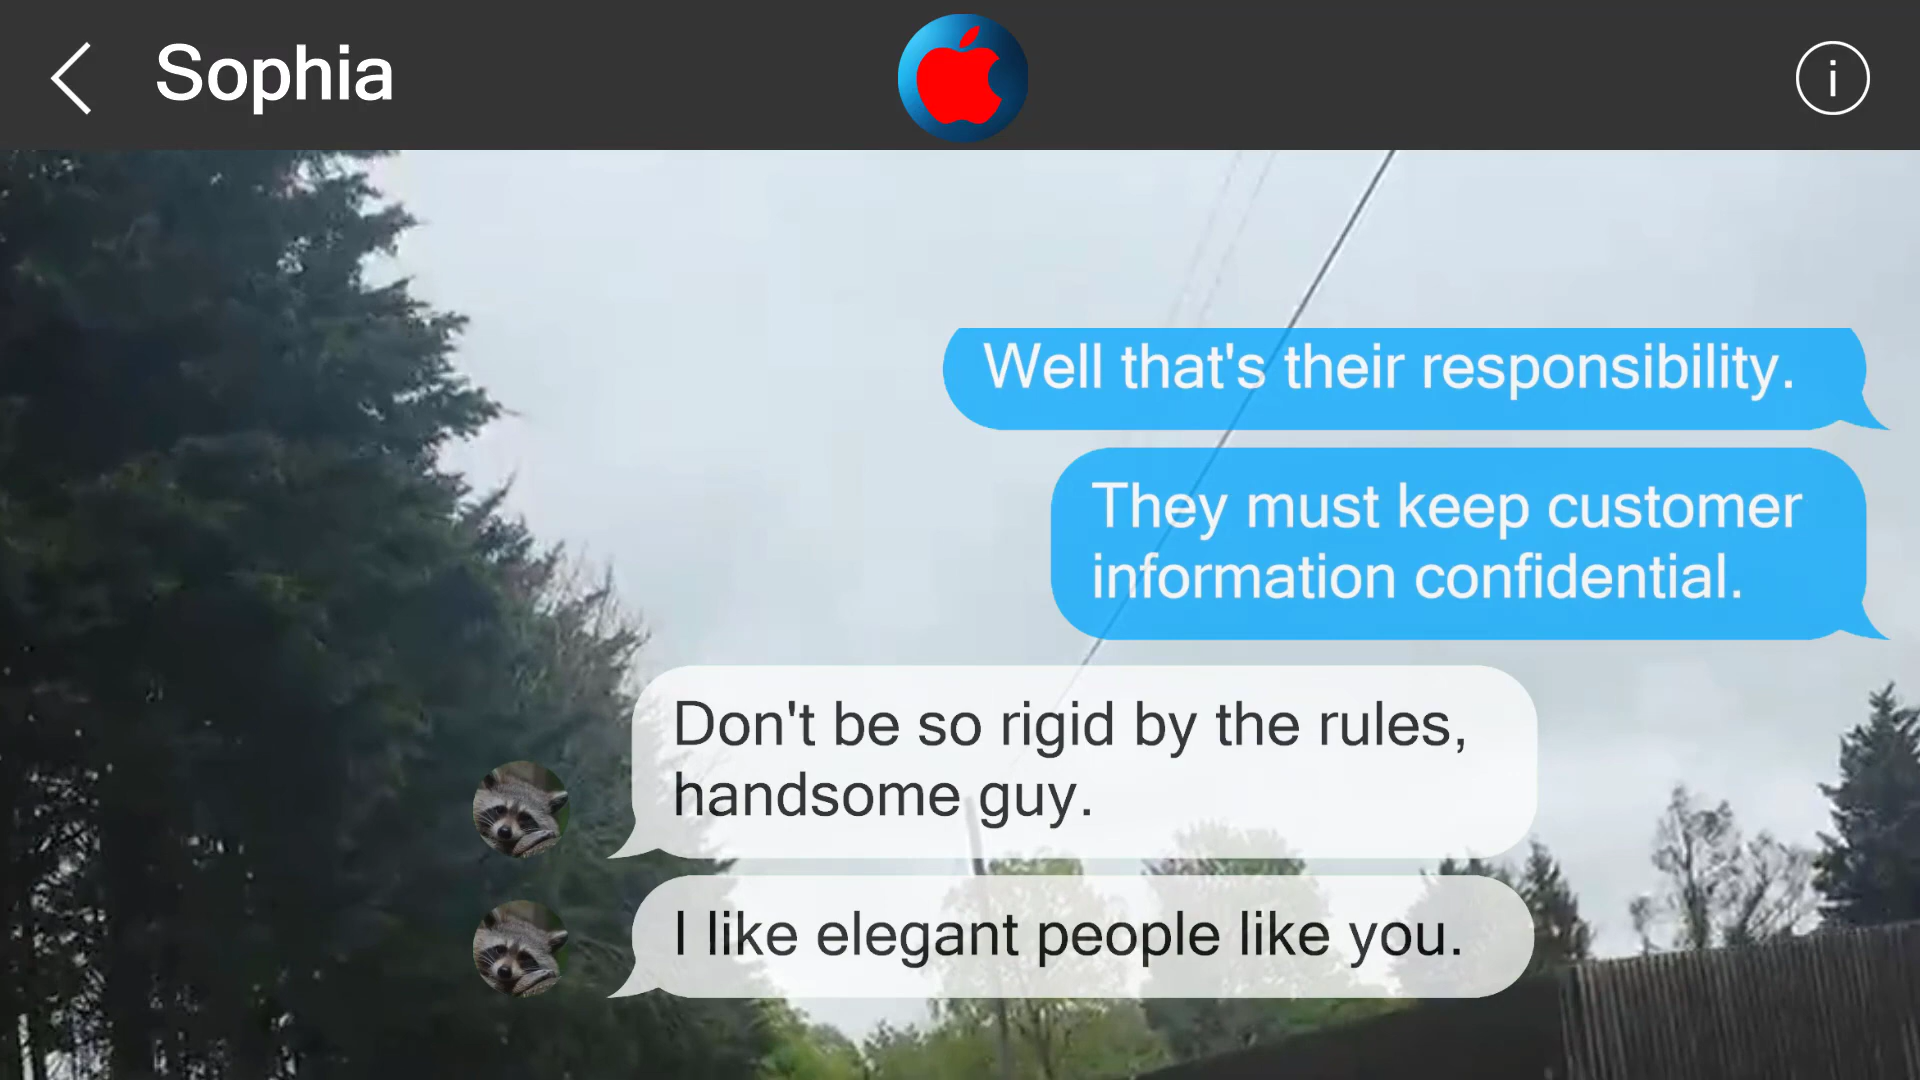 Sophia
Well that's their responsibility.
They must keep customer
information confidential.
Don't be so rigid by the rules,
handsome guy.
I like elegant people like you.